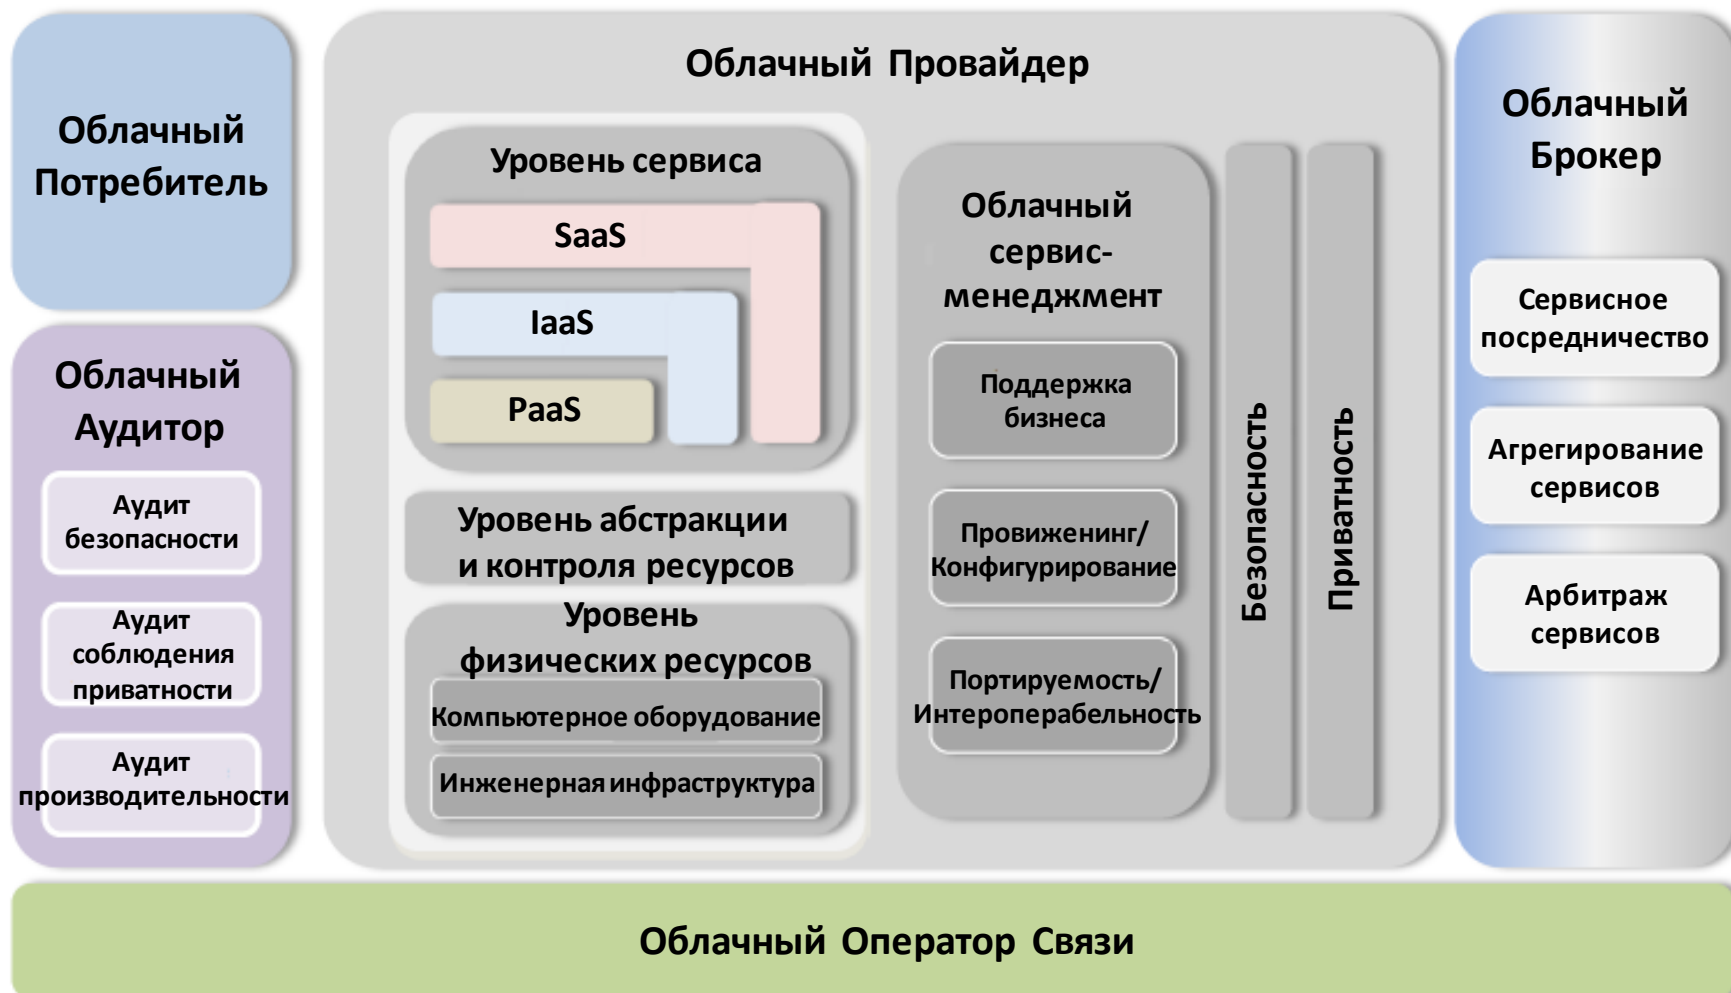 Облачный
Потребитель
Облачный
Аудитор
Аудит
безопасности
Аудит
соблюдения
приватности
Аудит
производительности
Облачный Провайдер
Уровень сервиса
SaaS
IaaS
PaaS
Уровень абстракции
и контроля ресурсов
Уровень
физических ресурсов
Компьютерное оборудование
Инженерная инфраструктура
Облачный
сервис-
менеджмент
Поддержка
бизнеса
Провиженинг/
Конфигурирование
Портируемость/
Интероперабельность
Безопасность
Приватность
Облачный
Брокер
Сервисное
посредничество
Агрегирование
сервисов
Арбитраж
сервисов
Облачный Оператор Связи